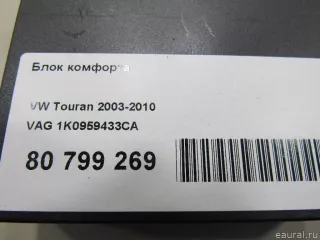 Блок комфорта
VW Touran 2003-2010
VAG 1K0959433CA
80 799 269
eaural.ru